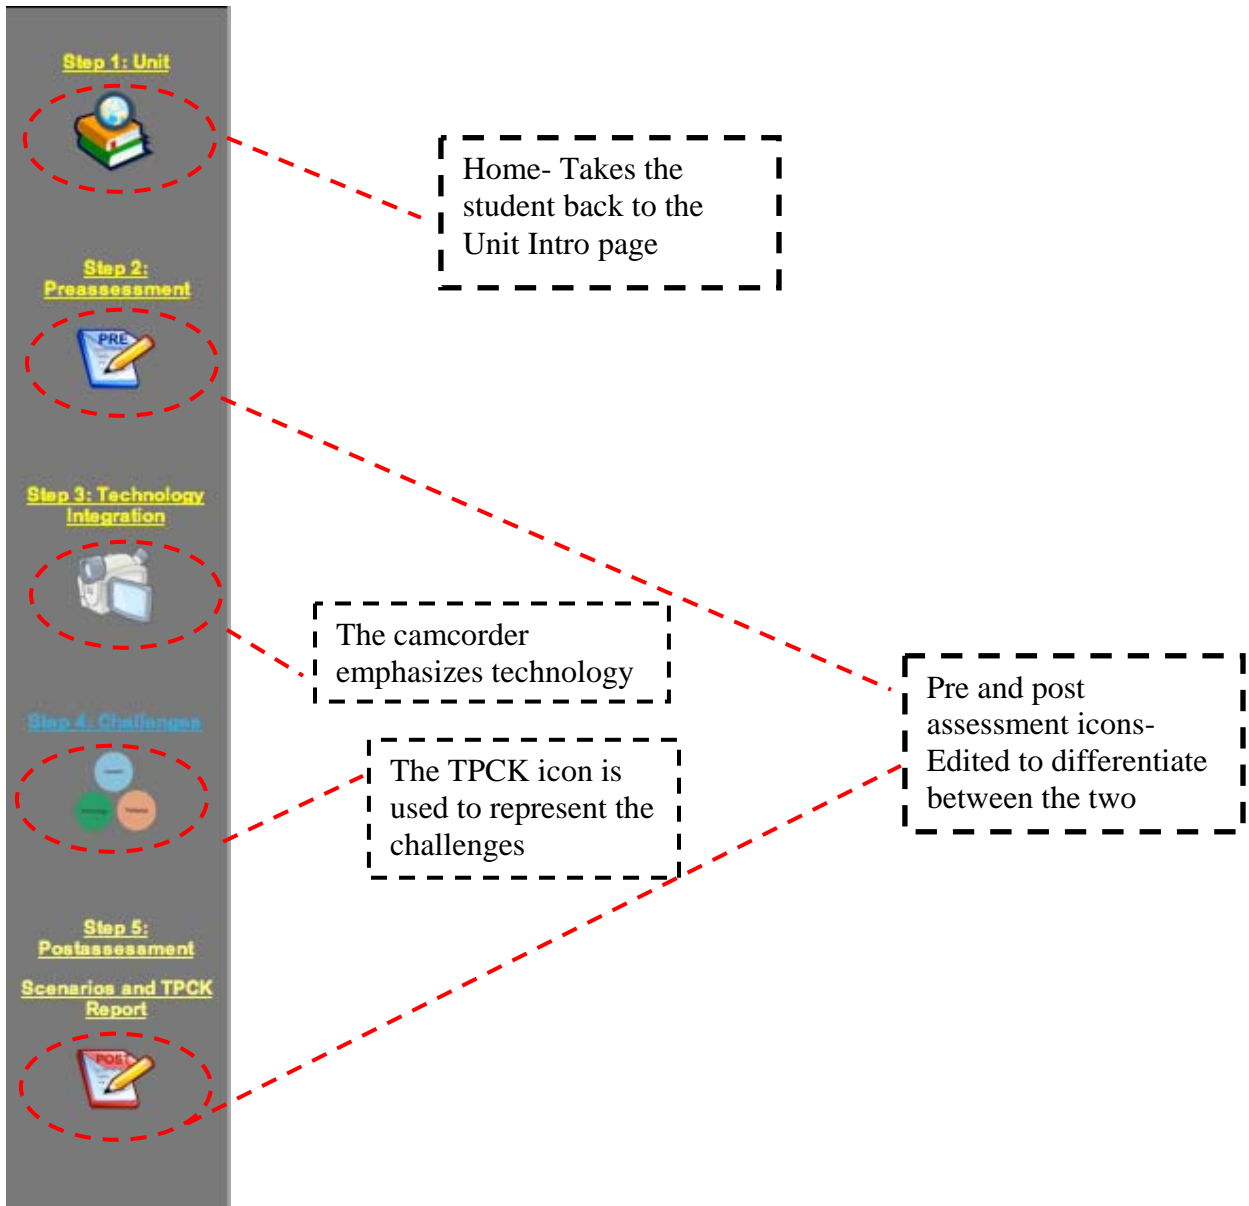 Step 1: Unit
Home- Takes the
student back to the
Unit Intro page
Step 2:
Preassessment
PRE
Step 3: Technology
Integration
The camcorder
emphasizes technology
Pre and post
assessment icons-
Edited to differentiate
between the two
Step 4: Challenges
The TPCK icon is
used to represent the
challenges
Step 5:
Postassessment
Scenarios and TPCK
Report
POST